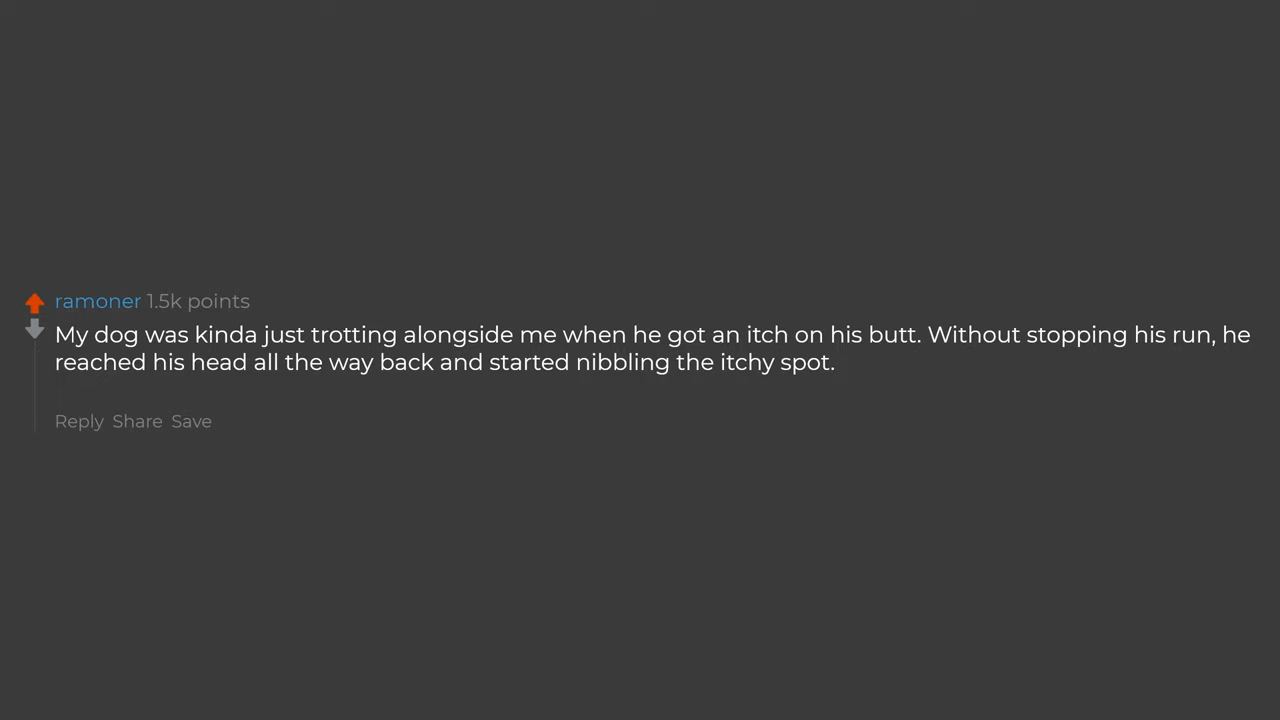 ramoner 1.5k points
My dog was kinda just trotting alongside me when he got an itch on his butt. Without stopping his run, he
reached his head all the way back and started nibbling the itchy spot.
Reply Share Save